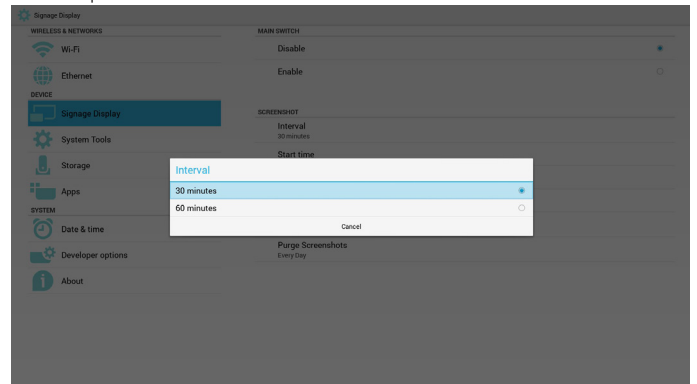 Signage Display
WIRELESS & NETWORKS
Wi-Fi
Ethernet
DEVICE
Signage Display
System Tools
Storage
Apps
SYSTEM
Date & time
Developer options
About
MAIN SWITCH
Disable
Enable
SCREENSHOT
Interval
30 minutes
Start time
Interval
30 minutes
60 minutes
Cancel
Purge Screenshots
Every Day